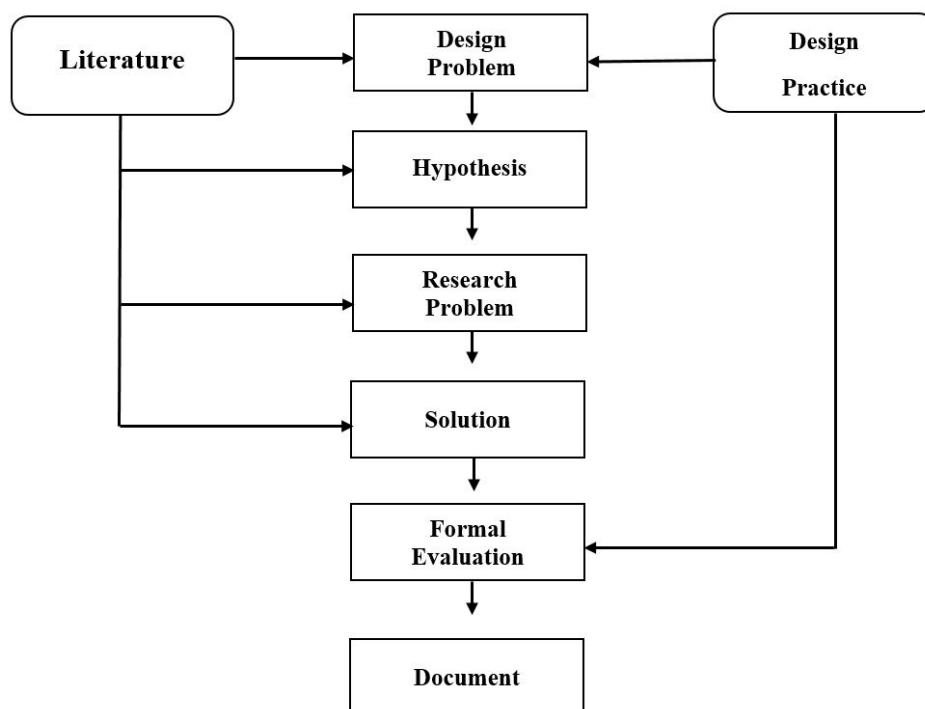 Literature
Design
Problem
Design
Practice
Hypothesis
Research
Problem
Solution
Formal
Evaluation
Document